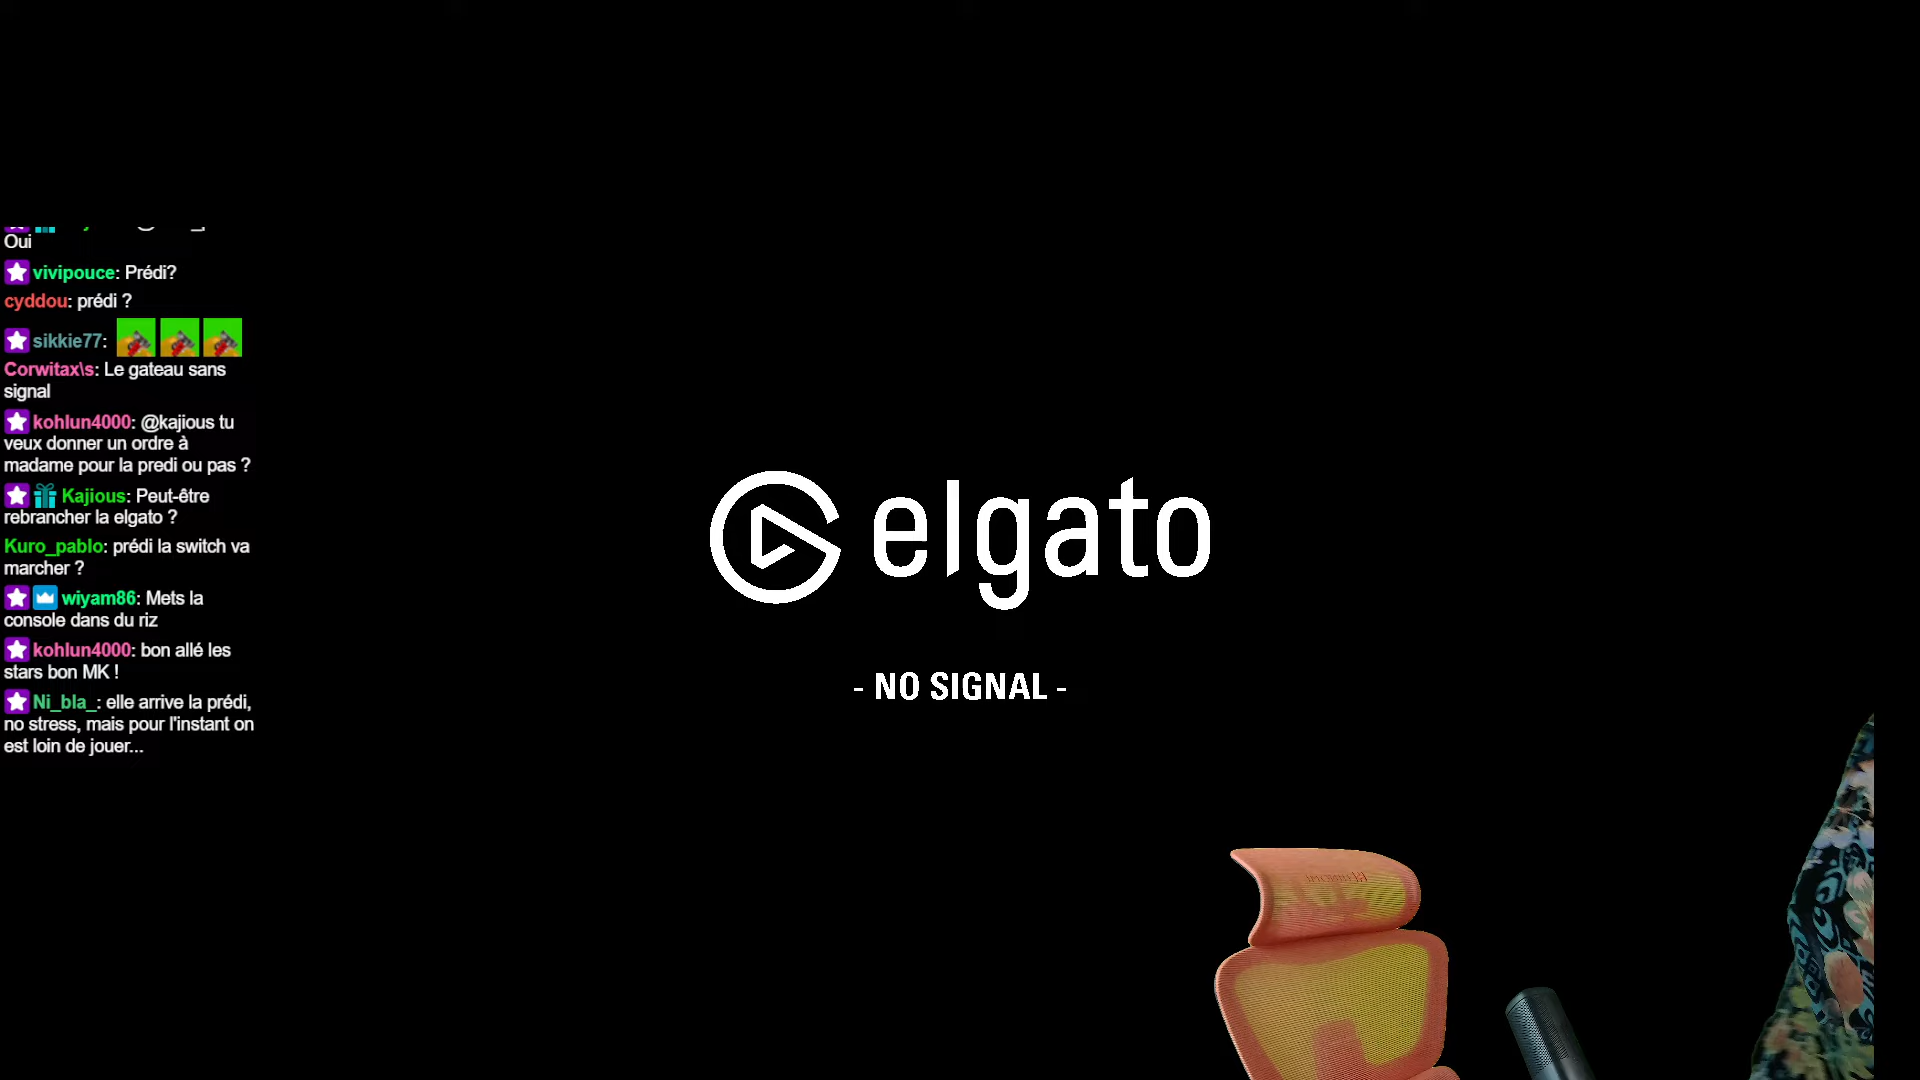 Oui
vivipouce: Prédi?
cyddou: prédi ?
sikkie77:
Corwitax\s: Le gateau sans
signal
kohlun4000: @kajious tu
veux donner un ordre à
madame pour la predi ou pas ?
Kajious: Peut-être
rebrancher la elgato ?
Kuro_pablo: prédi la switch va
marcher ?
wiyam86: Mets la
console dans du riz
kohlun4000: bon allé les
stars bon MK !
Ni_bla_: elle arrive la prédi,
no stress, mais pour l'instant on
est loin de jouer...
elgato
- NO SIGNAL -